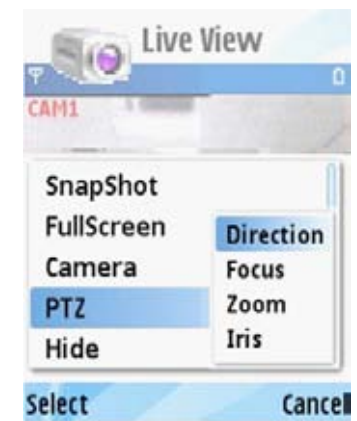 Live View
CAM1
SnapShot
FullScreen
Camera
PTZ
Hide
Direction
Focus
Zoom
Iris
Select Cancel